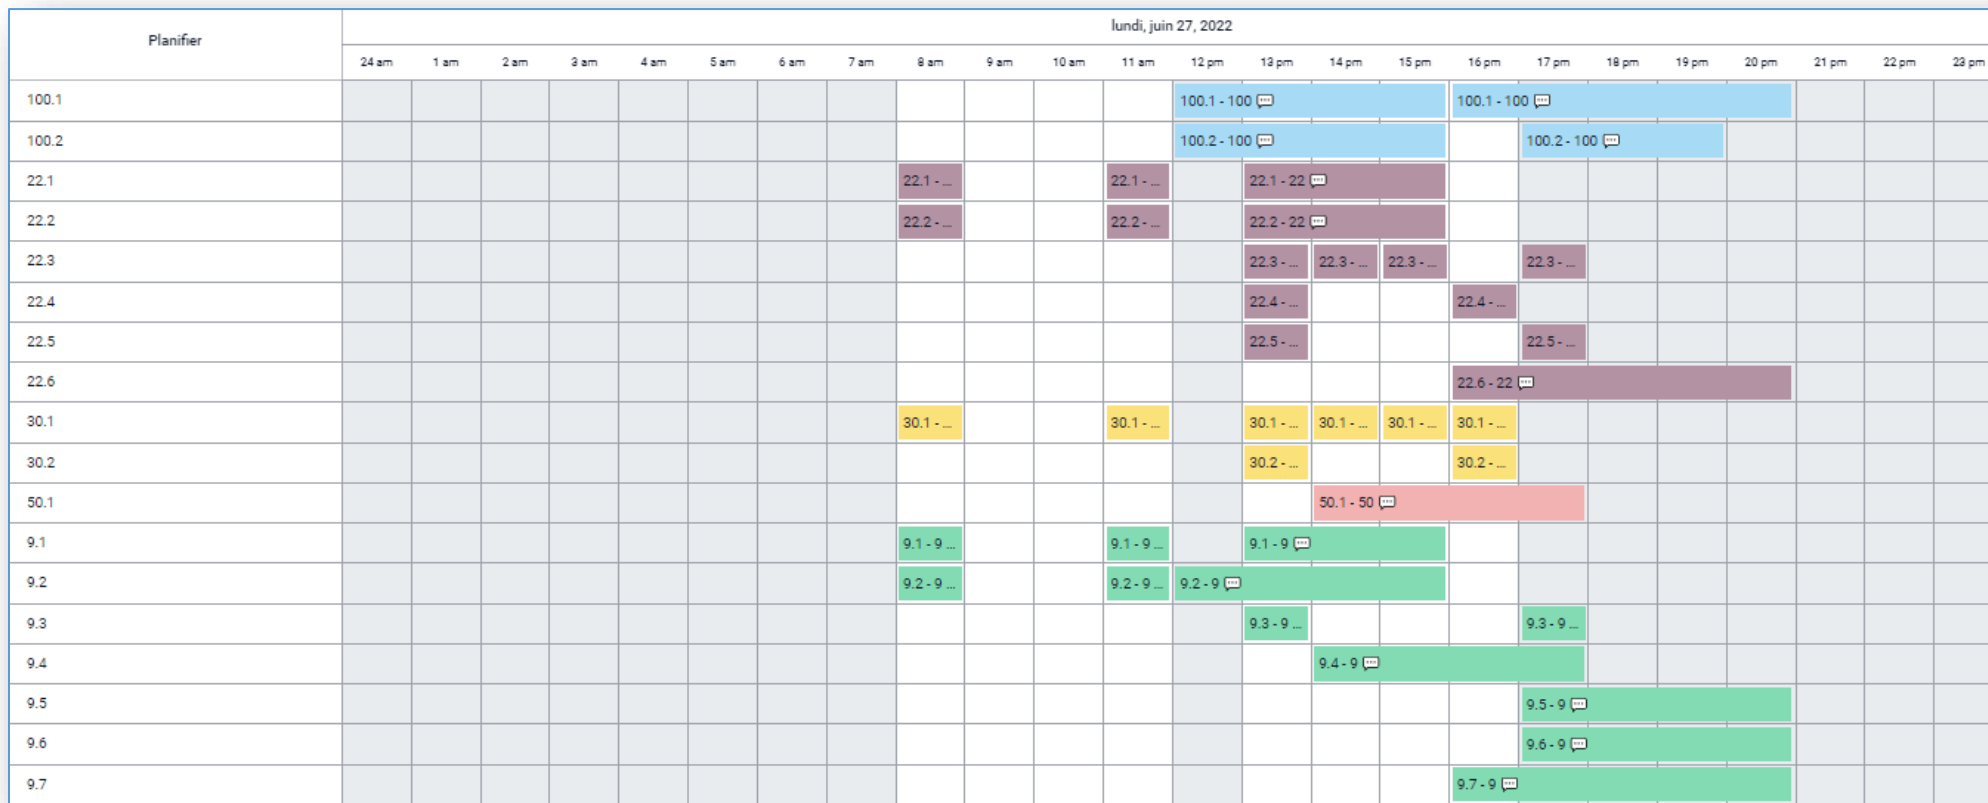 Planifier
lundi, juin 27, 2022
24 am 1 am 2 am 3 am 4 am 5 am 6 am 7 am 8 am 9 am 10 am 11 am 12 pm 13 pm 14 pm 15 pm 16 pm 17 pm 18 pm 19 pm 20 pm 21 pm 22 pm 23 pm
100.1 100.1 - 100 100.1 - 100
100.2 100.2 - 100 100.2 - 100
22.1 22.1 - ... 22.1 - ... 22.1 - 22
22.2 22.2 - ... 22.2 - ... 22.2 - 22
22.3 22.3 - ... 22.3 - ... 22.3 - ... 22.3 - ...
22.4 22.4 - ... 22.4 - ...
22.5 22.5 - ... 22.5 - ...
22.6 22.6 - 22
30.1 30.1 - ... 30.1 - ... 30.1 - ... 30.1 - ... 30.1 - ... 30.1 - ...
30.2 30.2 - ... 30.2 - ...
50.1 50.1 - 50
9.1 9.1 - 9 ... 9.1 - 9 ... 9.1 - 9
9.2 9.2 - 9 ... 9.2 - 9 ... 9.2 - 9
9.3 9.3 - 9 ... 9.3 - 9 ...
9.4 9.4 - 9
9.5 9.5 - 9
9.6 9.6 - 9
9.7 9.7 - 9